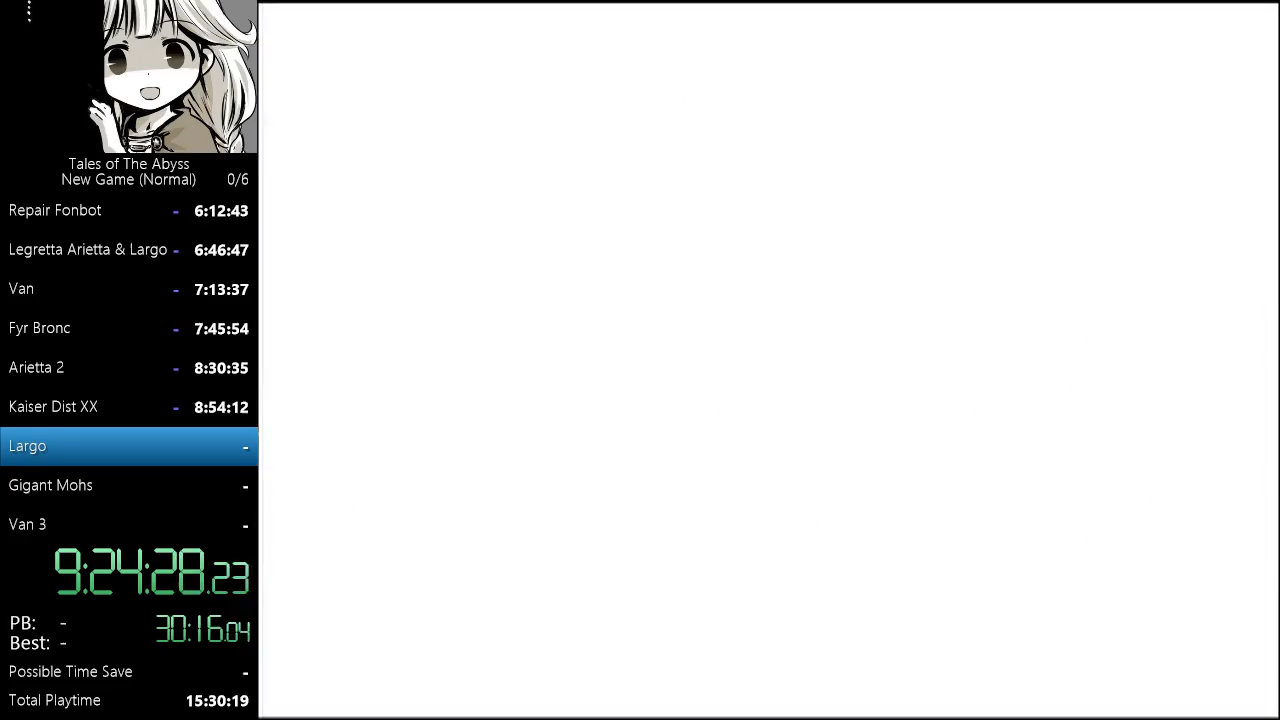 Tales of The Abyss
New Game (Normal) 0/6
Repair Fonbot - 6:12:43
Legretta Arietta & Largo - 6:46:47
Van - 7:13:37
Fyr Bronc - 7:45:54
Arietta 2 - 8:30:35
Kaiser Dist XX - 8:54:12
Largo -
Gigant Mohs -
Van 3 -
9:24:28.23
PB: - 30:16.04
Best: -
Possible Time Save -
Total Playtime 15:30:19